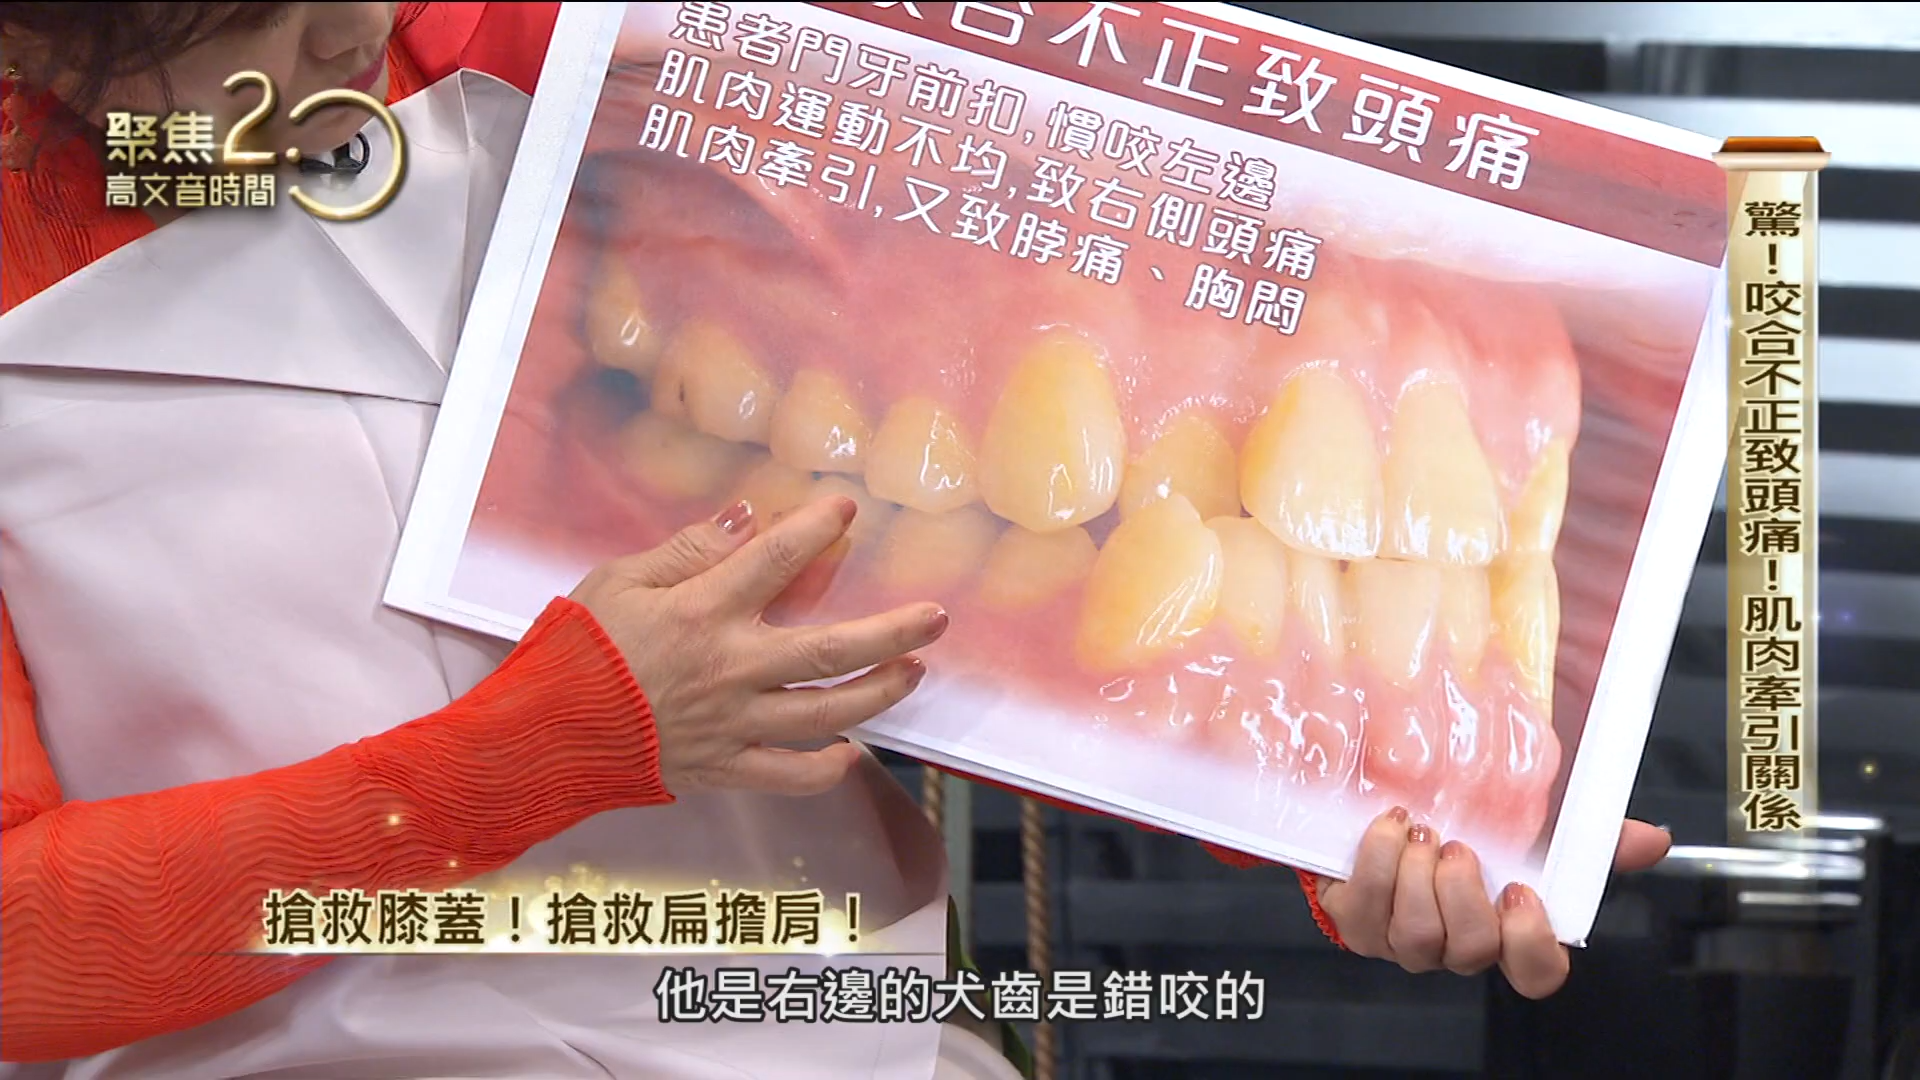 聚焦2.0
高文音時間
合不正致頭痛
患者門牙前扣,慣咬左邊
肌肉運動不均,致右側頭痛
肌肉牽引,又致脖痛、胸悶
驚!咬合不正致頭痛!肌肉牽引關係
搶救膝蓋!搶救扁擔肩!
他是右邊的犬齒是錯咬的